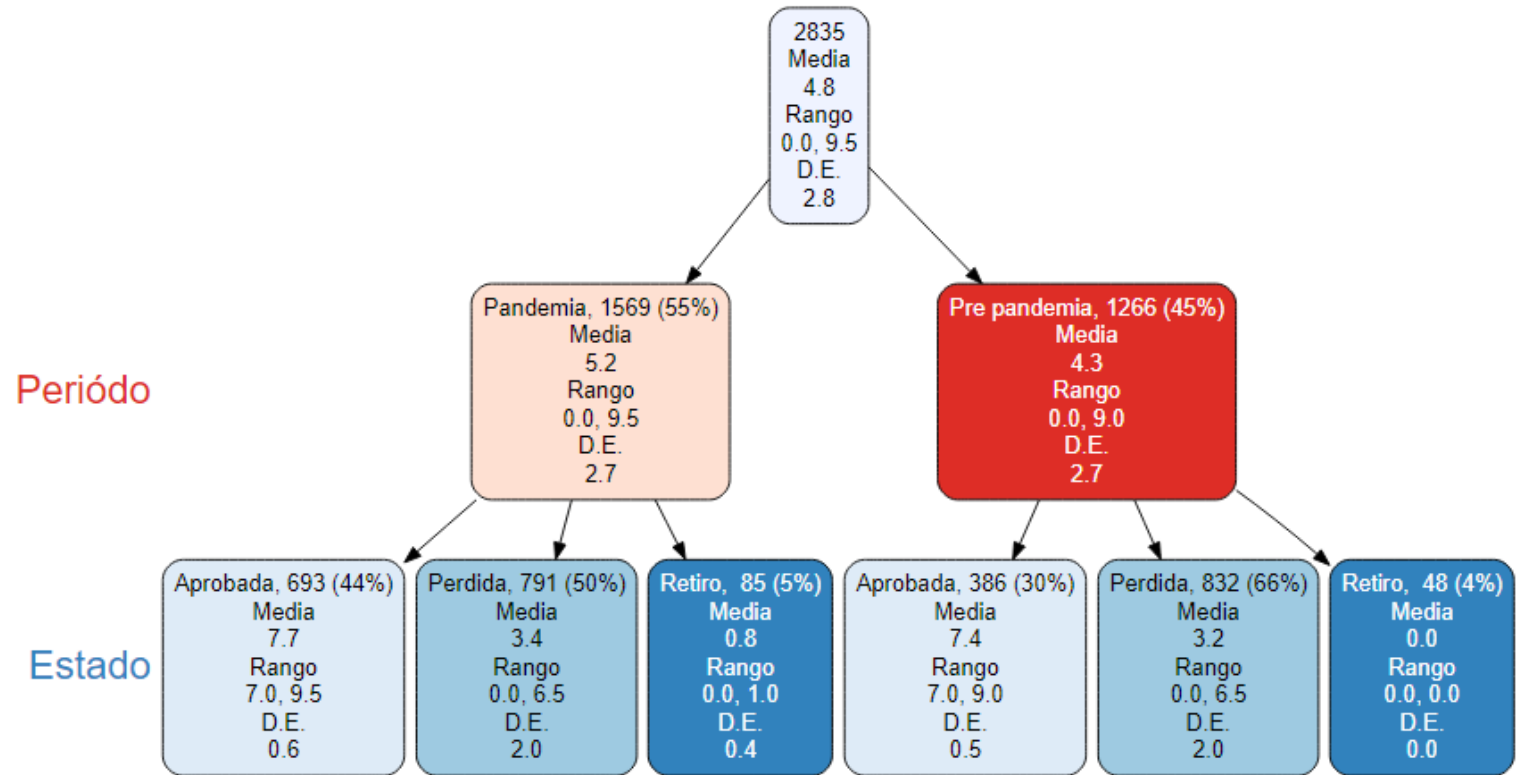 2835
Media
4.8
Rango
0.0, 9.5
D.E.
2.8
Periódo
Pandemia, 1569 (55%)
Media
5.2
Rango
0.0, 9.5
D.E.
2.7
Pre pandemia, 1266 (45%)
Media
4.3
Rango
0.0, 9.0
D.E.
2.7
Estado
Aprobada, 693 (44%)
Media
7.7
Rango
7.0, 9.5
D.E.
0.6
Perdida, 791 (50%)
Media
3.4
Rango
0.0, 6.5
D.E.
2.0
Retiro, 85 (5%)
Media
0.8
Rango
0.0, 1.0
D.E.
0.4
Aprobada, 386 (30%)
Media
7.4
Rango
7.0, 9.0
D.E.
0.5
Perdida, 832 (66%)
Media
3.2
Rango
0.0, 6.5
D.E.
2.0
Retiro, 48 (4%)
Media
0.0
Rango
0.0, 0.0
D.E.
0.0